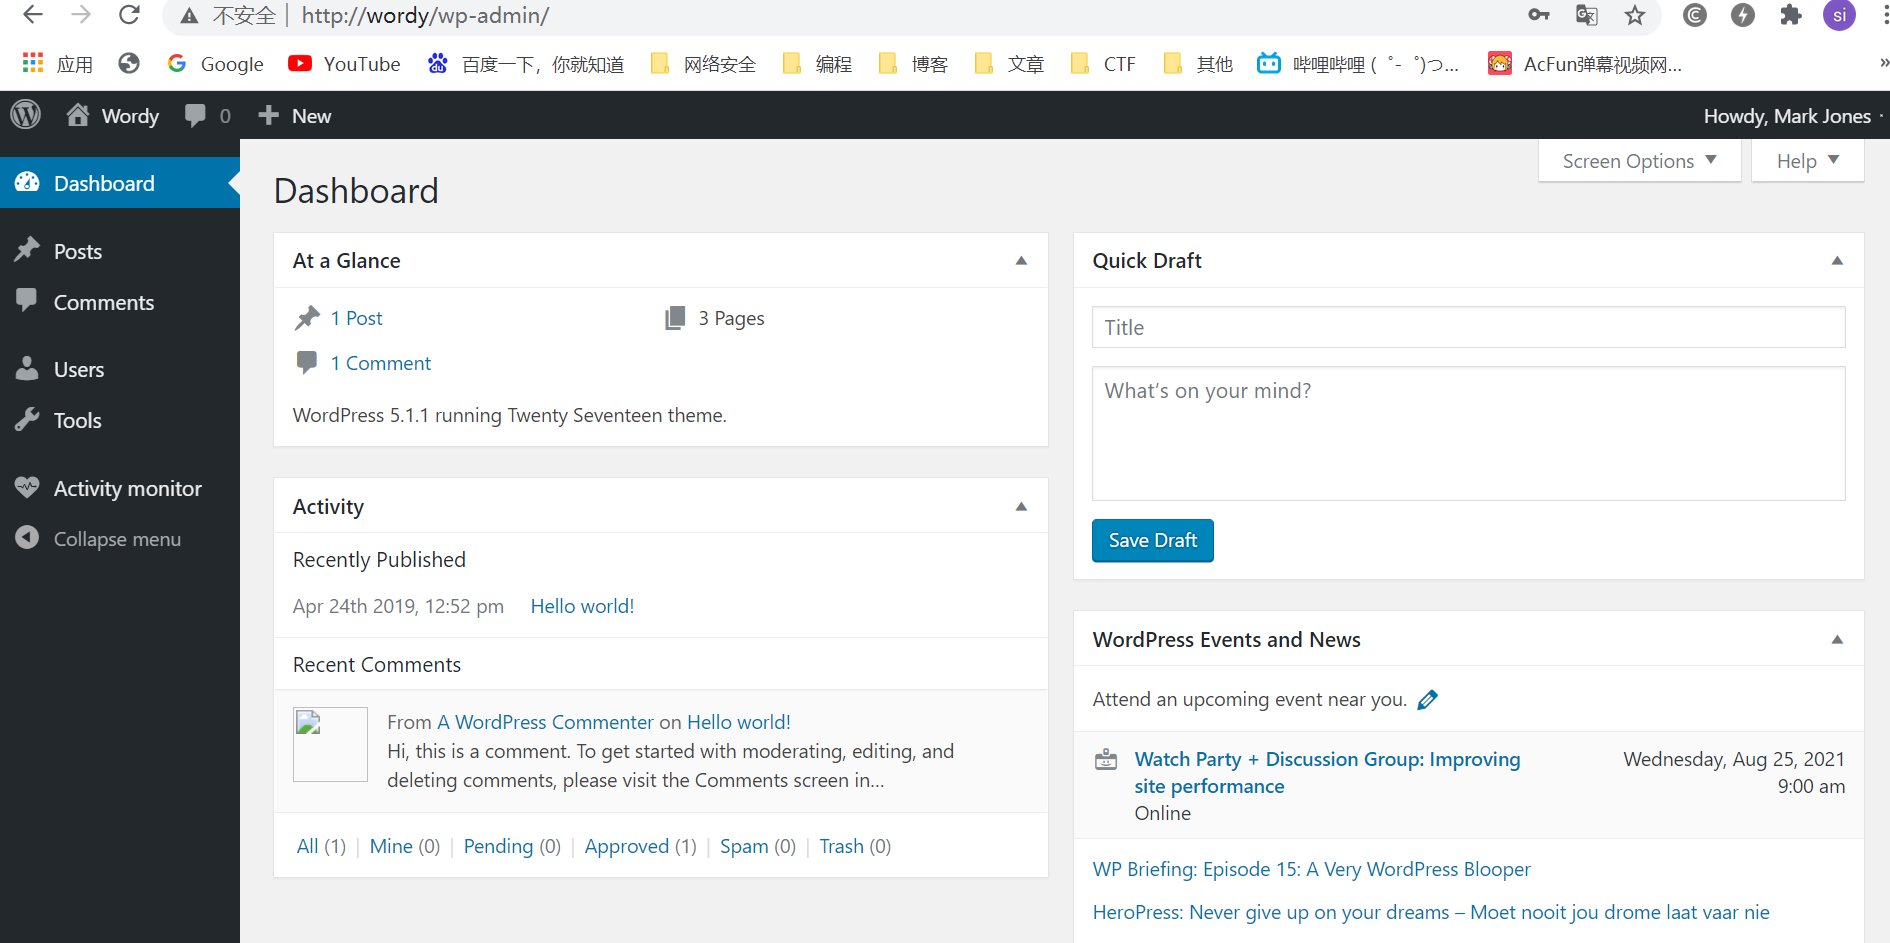 不安全 | http://wordy/wp-admin/
si
应用 Google YouTube 百度一下，你就知道 网络安全 编程 博客 文章 CTF 其他 哔哩哔哩 ( ゜- ゜)つ... AcFun弹幕视频网... »
Wordy 0 New Howdy, Mark Jones
Screen Options Help
Dashboard
Posts
Comments
Users
Tools
Activity monitor
Collapse menu
Dashboard
At a Glance
1 Post 3 Pages
1 Comment
WordPress 5.1.1 running Twenty Seventeen theme.
Activity
Recently Published
Apr 24th 2019, 12:52 pm Hello world!
Recent Comments
From A WordPress Commenter on Hello world!
Hi, this is a comment. To get started with moderating, editing, and
deleting comments, please visit the Comments screen in…
All (1) | Mine (0) | Pending (0) | Approved (1) | Spam (0) | Trash (0)
Quick Draft
Title
What’s on your mind?
Save Draft
WordPress Events and News
Attend an upcoming event near you.
Watch Party + Discussion Group: Improving Wednesday, Aug 25, 2021
site performance 9:00 am
Online
WP Briefing: Episode 15: A Very WordPress Blooper
HeroPress: Never give up on your dreams – Moet nooit jou drome laat vaar nie